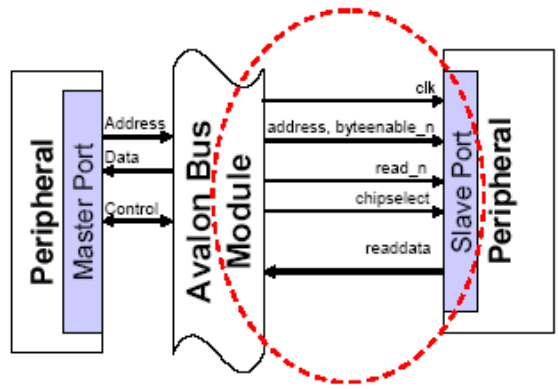 Peripheral
Master Port
Address
Data
Control
Avalon Bus
Module
clk
address, byteenable_n
read_n
chipselect
readdata
Slave Port
Peripheral